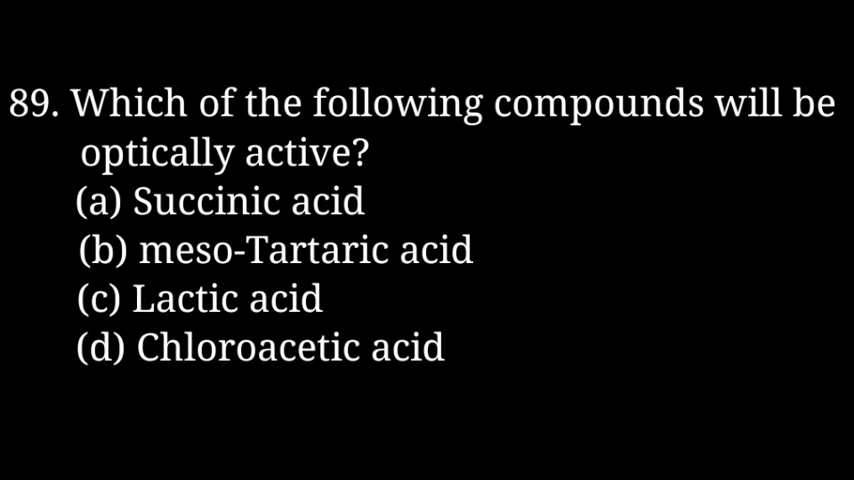 89. Which of the following compounds will be
optically active?
(a) Succinic acid
(b) meso-Tartaric acid
(c) Lactic acid
(d) Chloroacetic acid